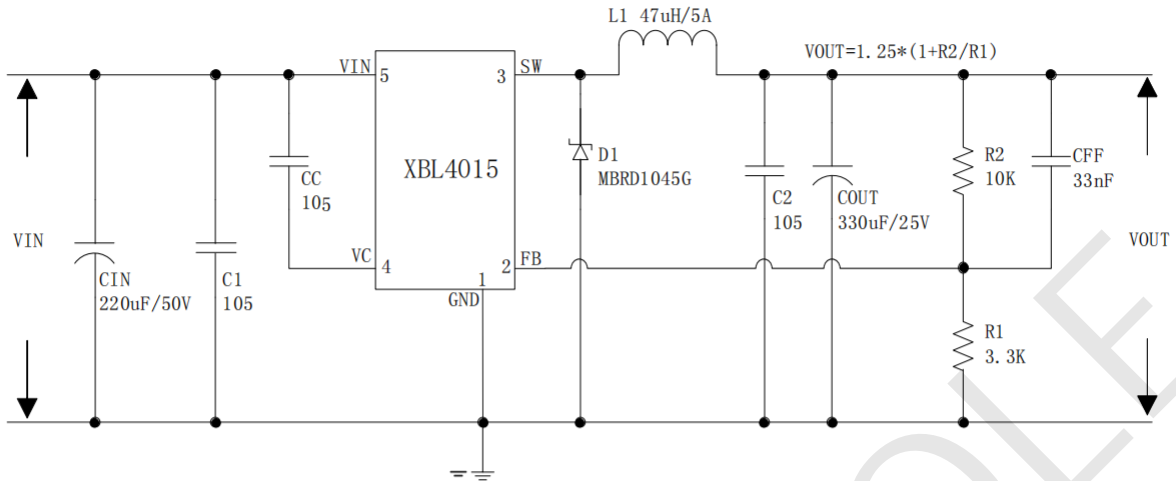 L1 47uH/5A
VOUT=1.25*(1+R2/R1)
VIN
5
3
SW
XBL4015
CC
105
D1
MBRD1045G
C2
105
COUT
330uF/25V
R2
10K
CFF
33nF
VIN
VC
4
2
FB
1
GND
CIN
220uF/50V
C1
105
VOUT
R1
3.3K
OLE